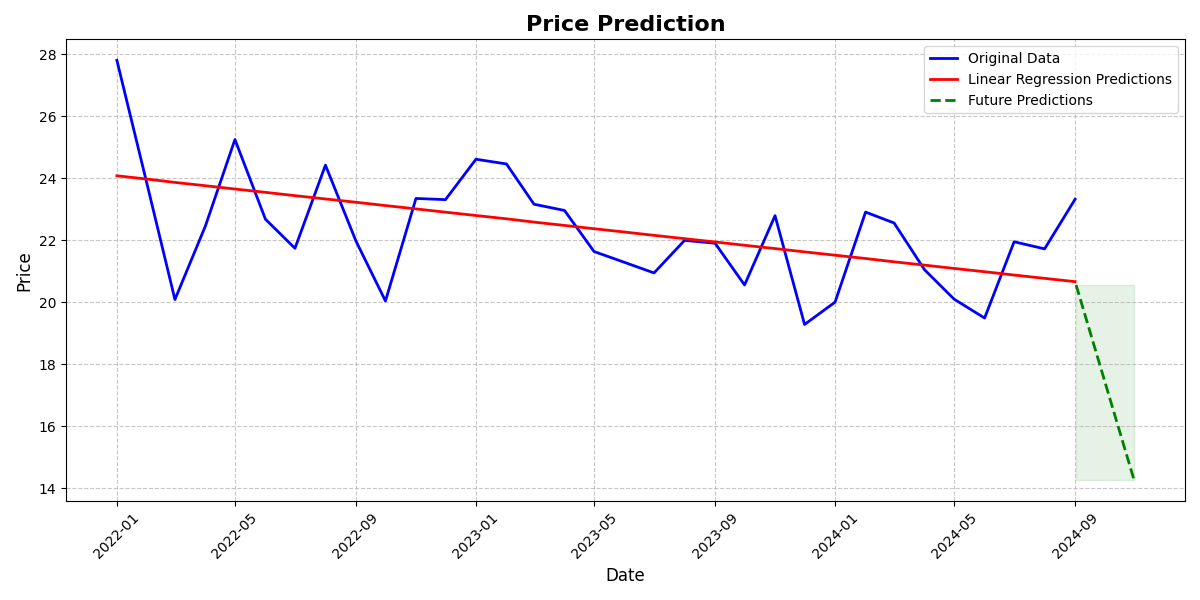 Price Prediction
28
26
24
22
20
18
16
14
Price
Original Data
Linear Regression Predictions
Future Predictions
2022-01
2022-05
2022-09
2023-01
2023-05
2023-09
2024-01
2024-05
2024-09
Date